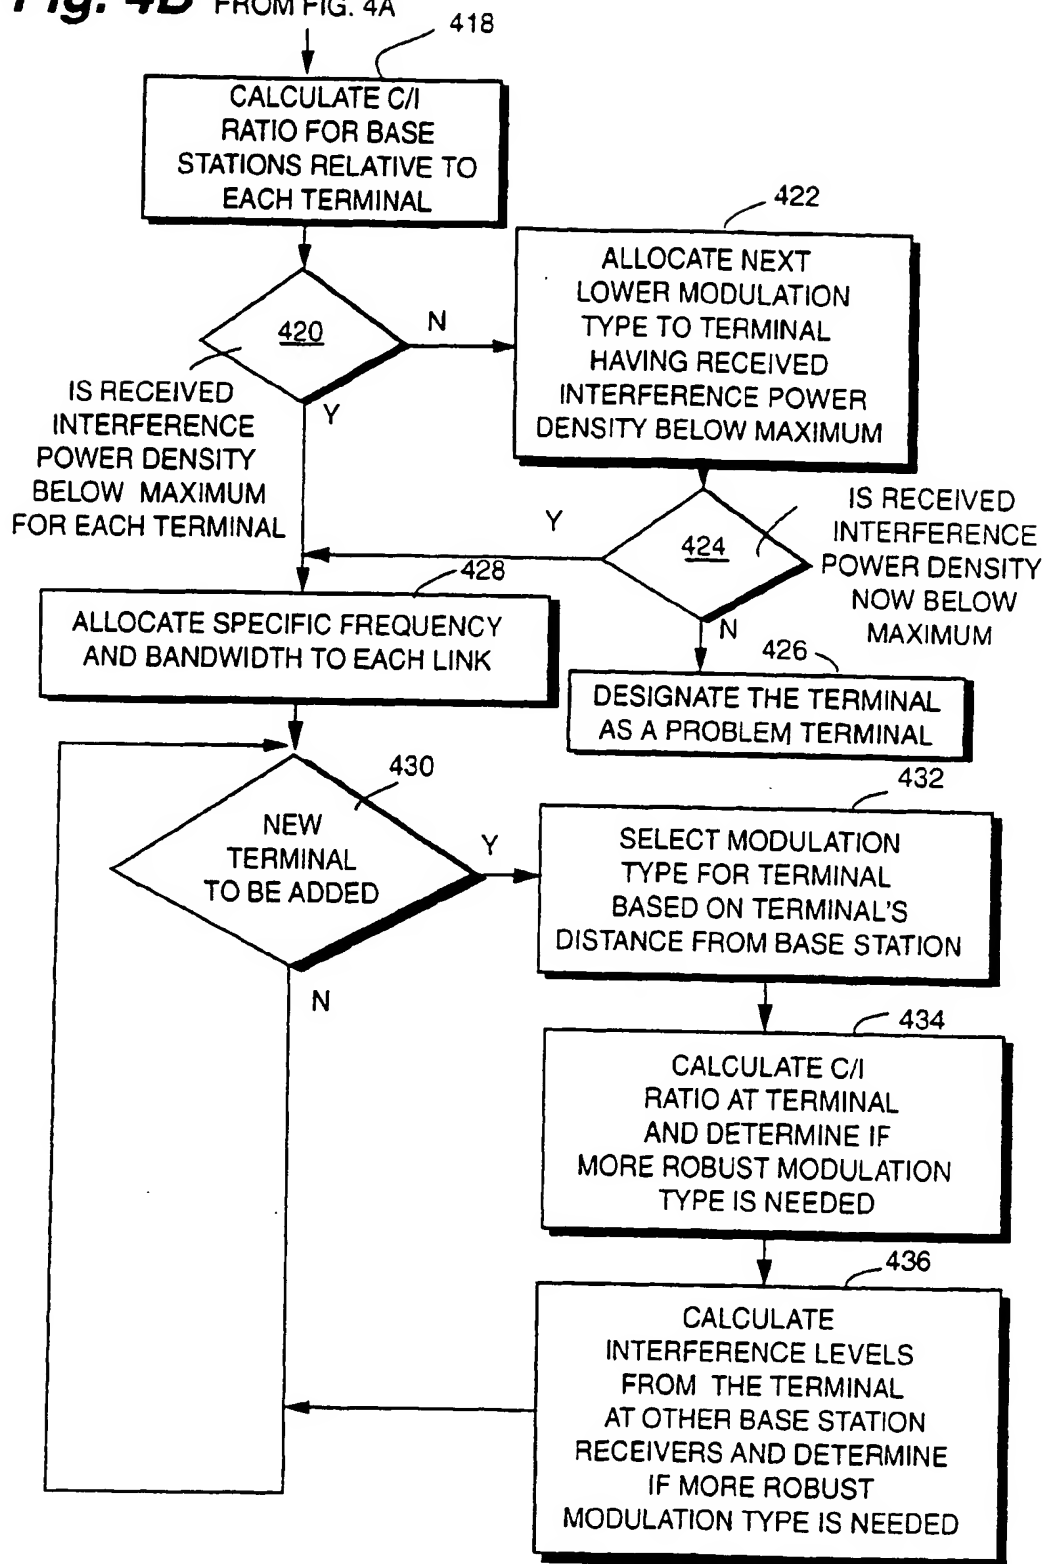 Fig. 4B FROM FIG. 4A
418
CALCULATE C/I
RATIO FOR BASE
STATIONS RELATIVE TO
EACH TERMINAL
422
ALLOCATE NEXT
LOWER MODULATION
TYPE TO TERMINAL
HAVING RECEIVED
INTERFERENCE POWER
DENSITY BELOW MAXIMUM
420
N
Y
IS RECEIVED
INTERFERENCE
POWER DENSITY
BELOW MAXIMUM
FOR EACH TERMINAL
424
Y
N
IS RECEIVED
INTERFERENCE
POWER DENSITY
NOW BELOW
MAXIMUM
428
ALLOCATE SPECIFIC FREQUENCY
AND BANDWIDTH TO EACH LINK
426
DESIGNATE THE TERMINAL
AS A PROBLEM TERMINAL
430
NEW
TERMINAL
TO BE ADDED
Y
N
432
SELECT MODULATION
TYPE FOR TERMINAL
BASED ON TERMINAL'S
DISTANCE FROM BASE STATION
434
CALCULATE C/I
RATIO AT TERMINAL
AND DETERMINE IF
MORE ROBUST MODULATION
TYPE IS NEEDED
436
CALCULATE
INTERFERENCE LEVELS
FROM THE TERMINAL
AT OTHER BASE STATION
RECEIVERS AND DETERMINE
IF MORE ROBUST
MODULATION TYPE IS NEEDED